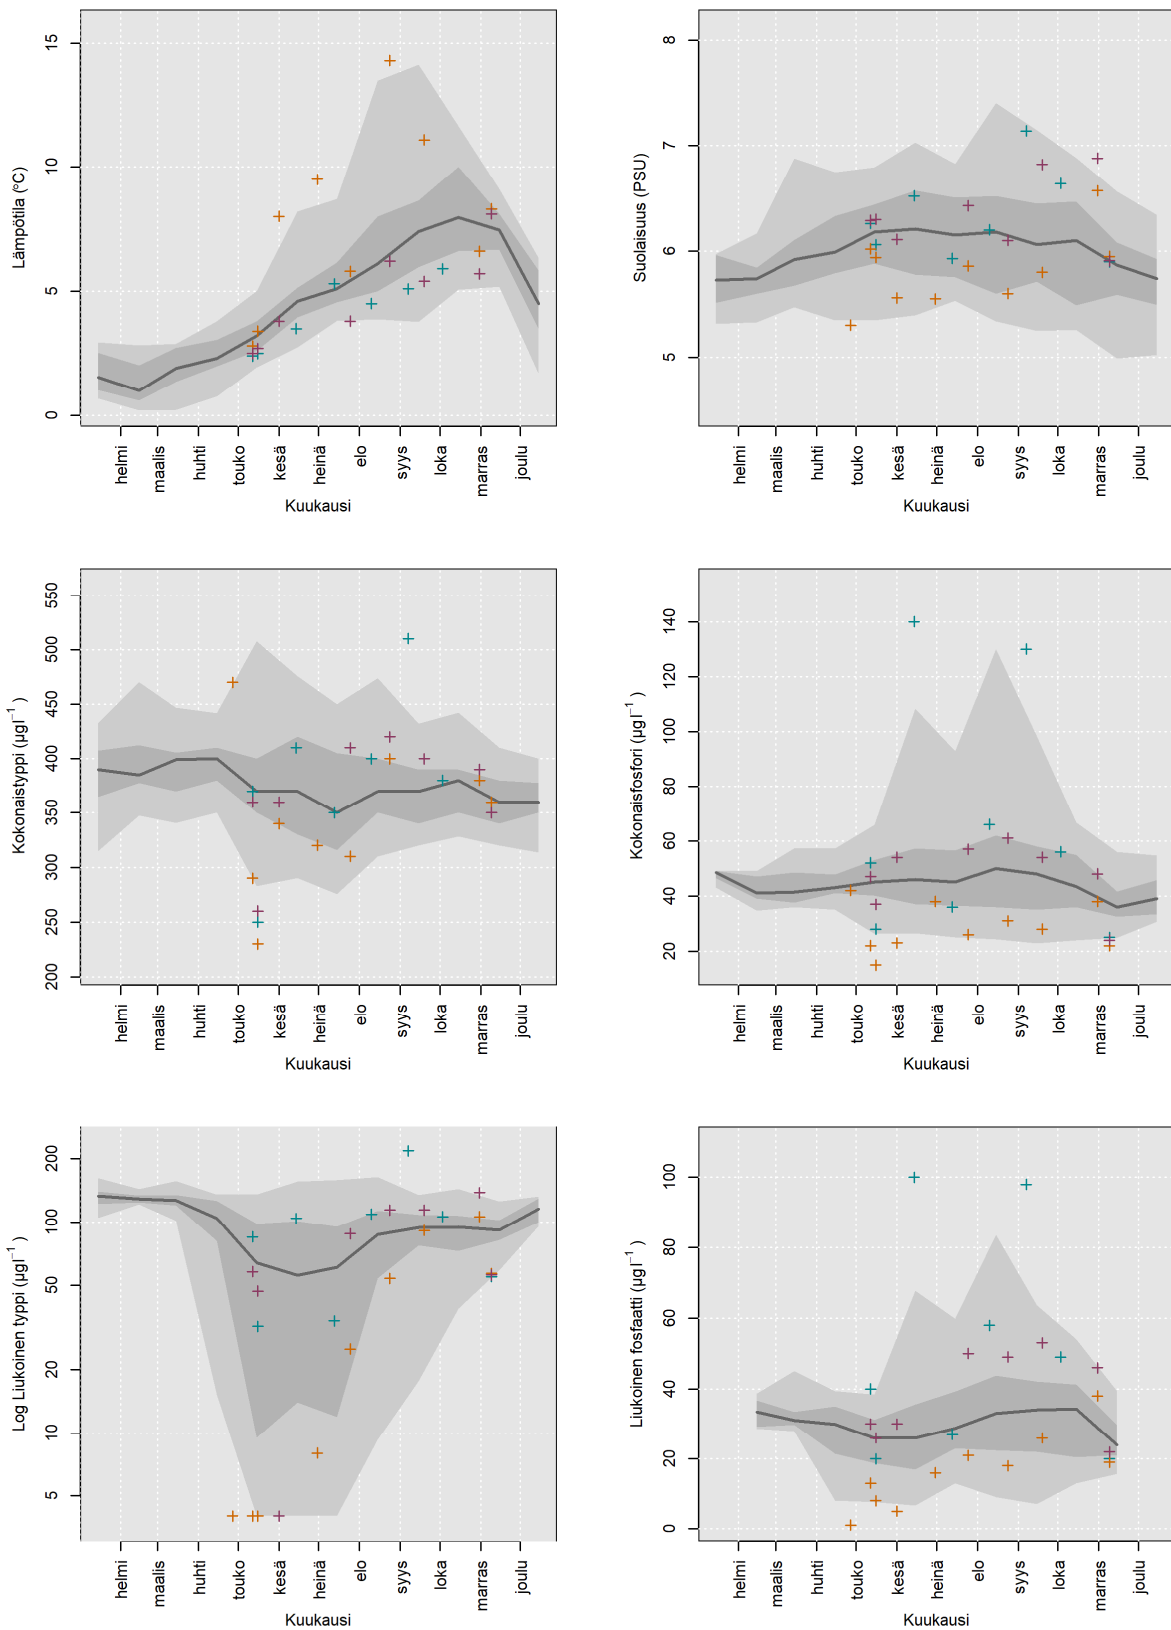 15
10
5
0
Lämpötila (°C)
helmi
maalis
huhti
touko
kesä
heinä
elo
syys
loka
marras
joulu
Kuukausi
8
7
6
5
Suolaisuus (PSU)
helmi
maalis
huhti
touko
kesä
heinä
elo
syys
loka
marras
joulu
Kuukausi
550
500
450
400
350
300
250
200
Kokonaistyppi (µgl⁻¹ )
helmi
maalis
huhti
touko
kesä
heinä
elo
syys
loka
marras
joulu
Kuukausi
140
120
100
80
60
40
20
Kokonaisfosfori (µgl⁻¹ )
helmi
maalis
huhti
touko
kesä
heinä
elo
syys
loka
marras
joulu
Kuukausi
200
100
50
20
10
5
Log Liukoinen typpi (µgl⁻¹ )
helmi
maalis
huhti
touko
kesä
heinä
elo
syys
loka
marras
joulu
Kuukausi
100
80
60
40
20
0
Liukoinen fosfaatti (µgl⁻¹ )
helmi
maalis
huhti
touko
kesä
heinä
elo
syys
loka
marras
joulu
Kuukausi